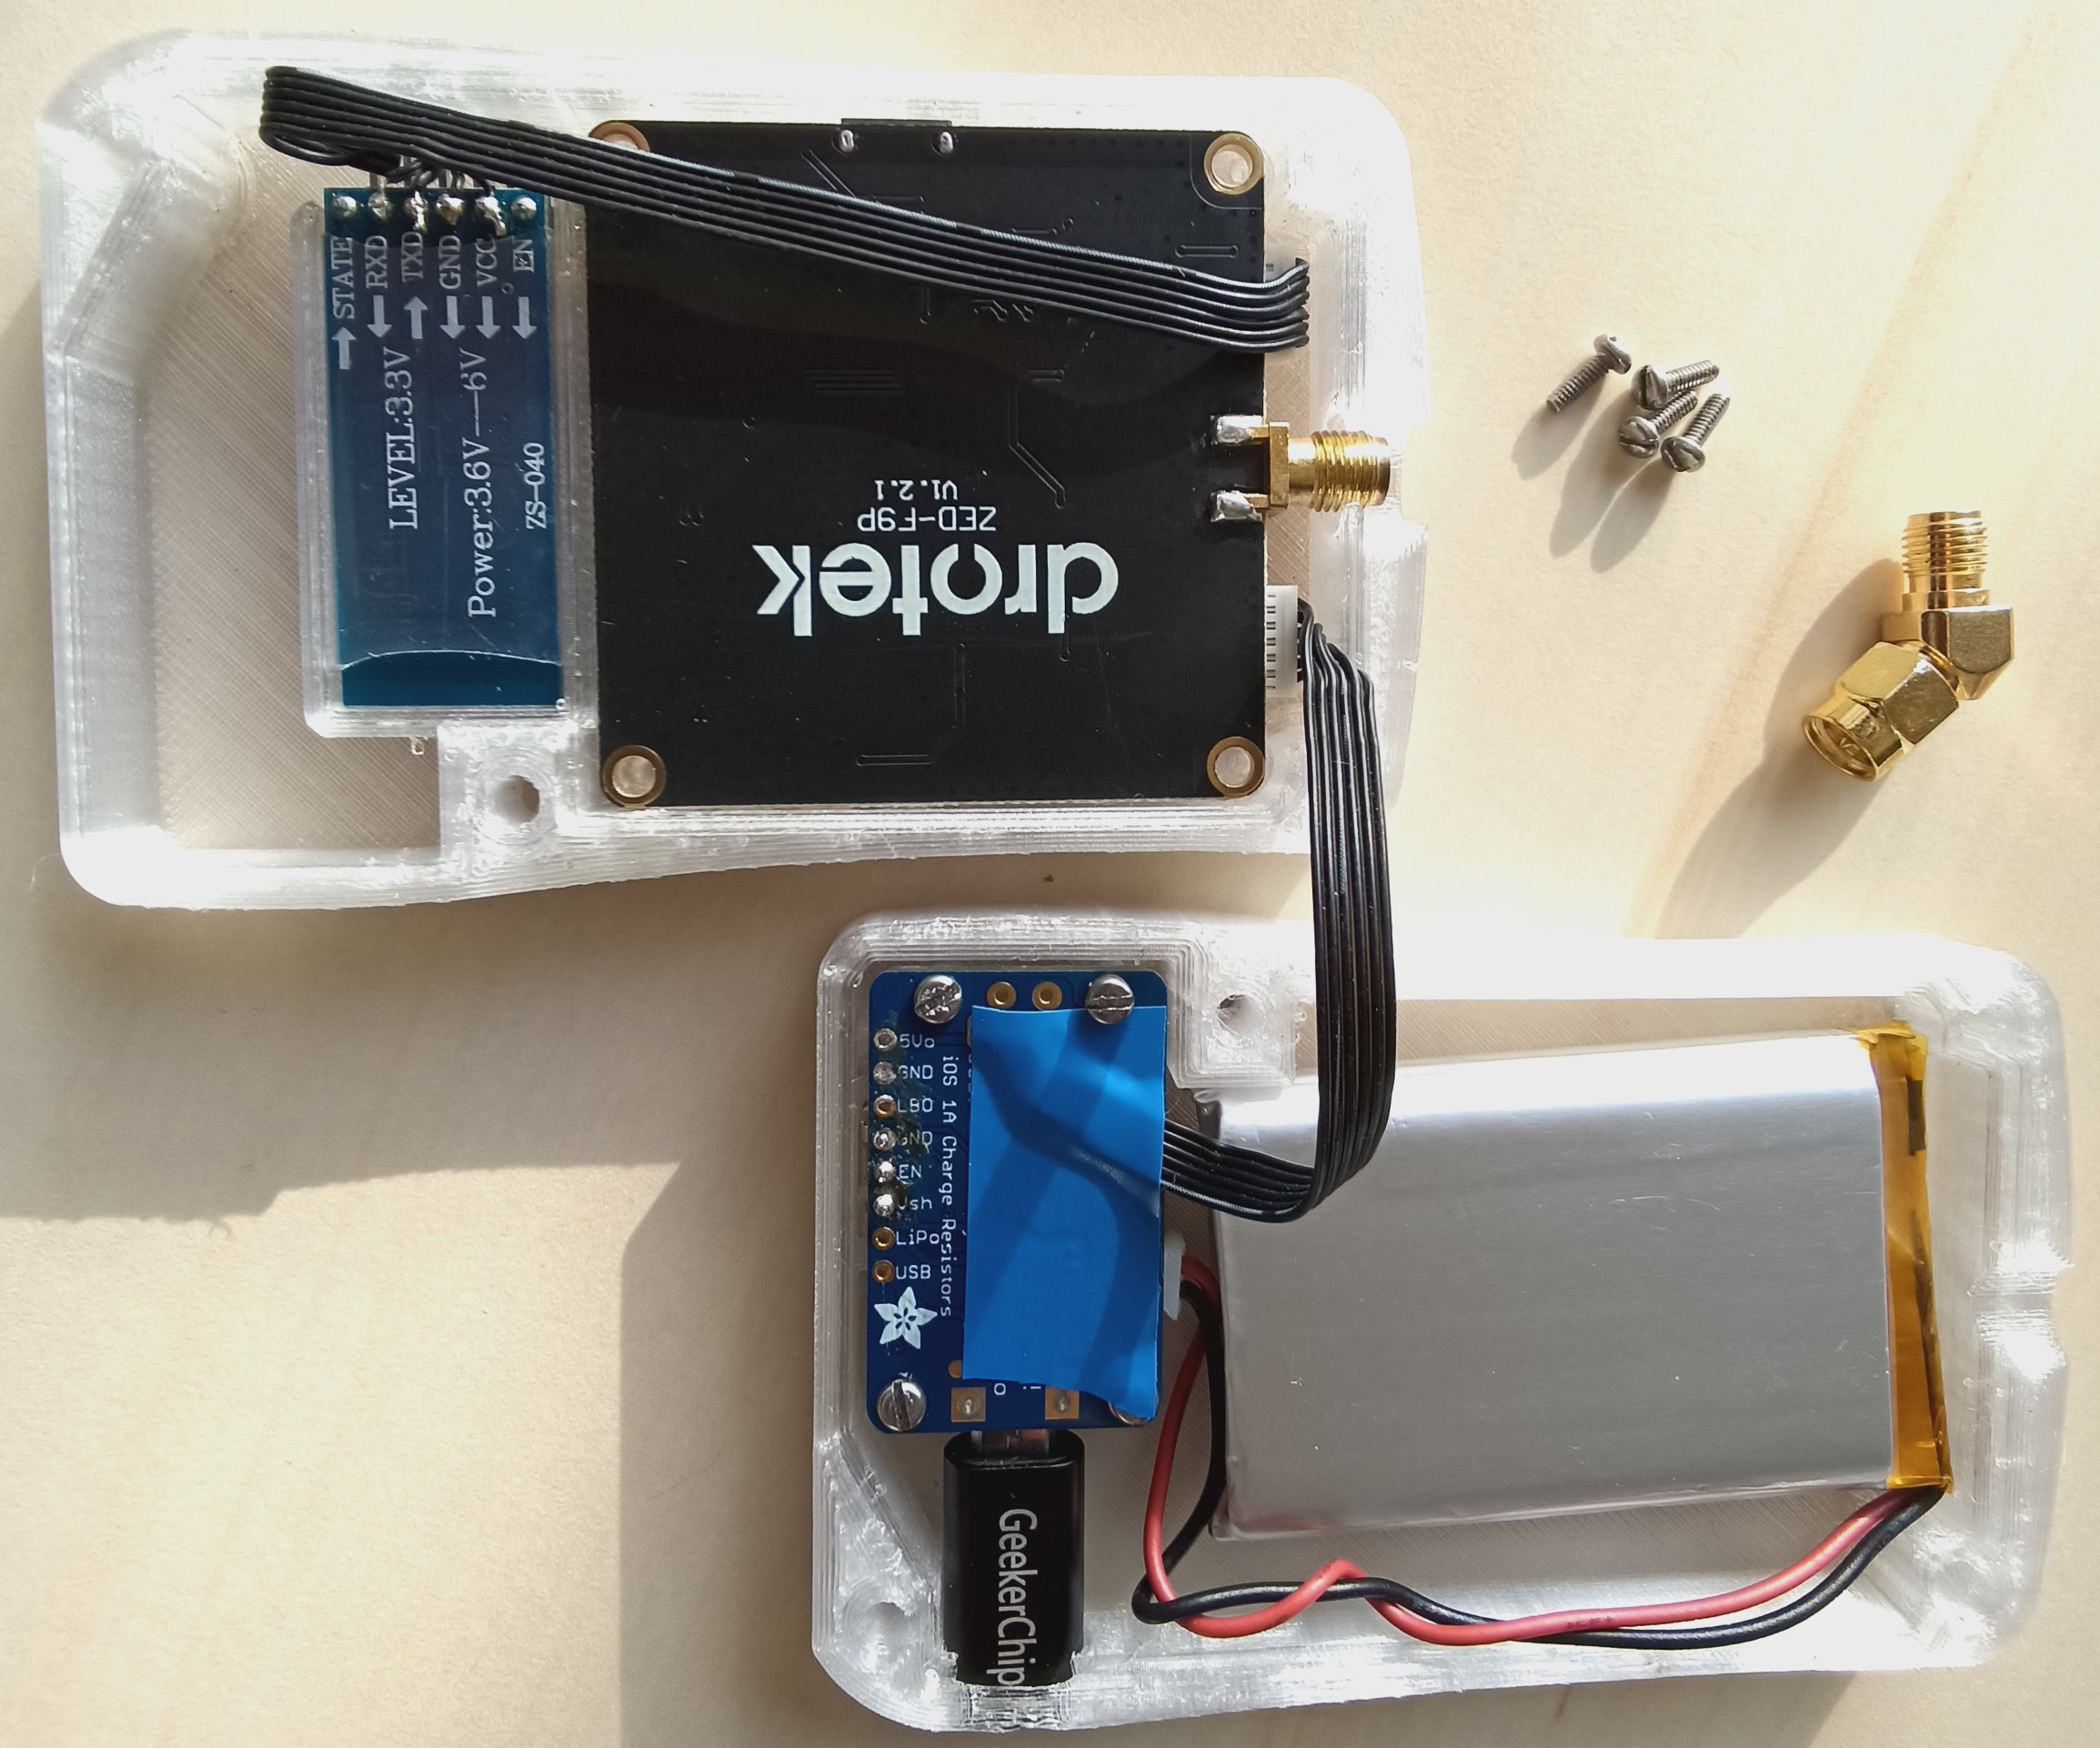 STATE
RXD
TXD
GND
VCC
EN
LEVEL:3.3V
Power:3.6V—6V
ZS-040
drotek
ZED-F9P
V1.2.1
5Vo
GND
LBO
GND
EN
LiPo
USB
iOS 1A Charge Resistors
GeekerChip